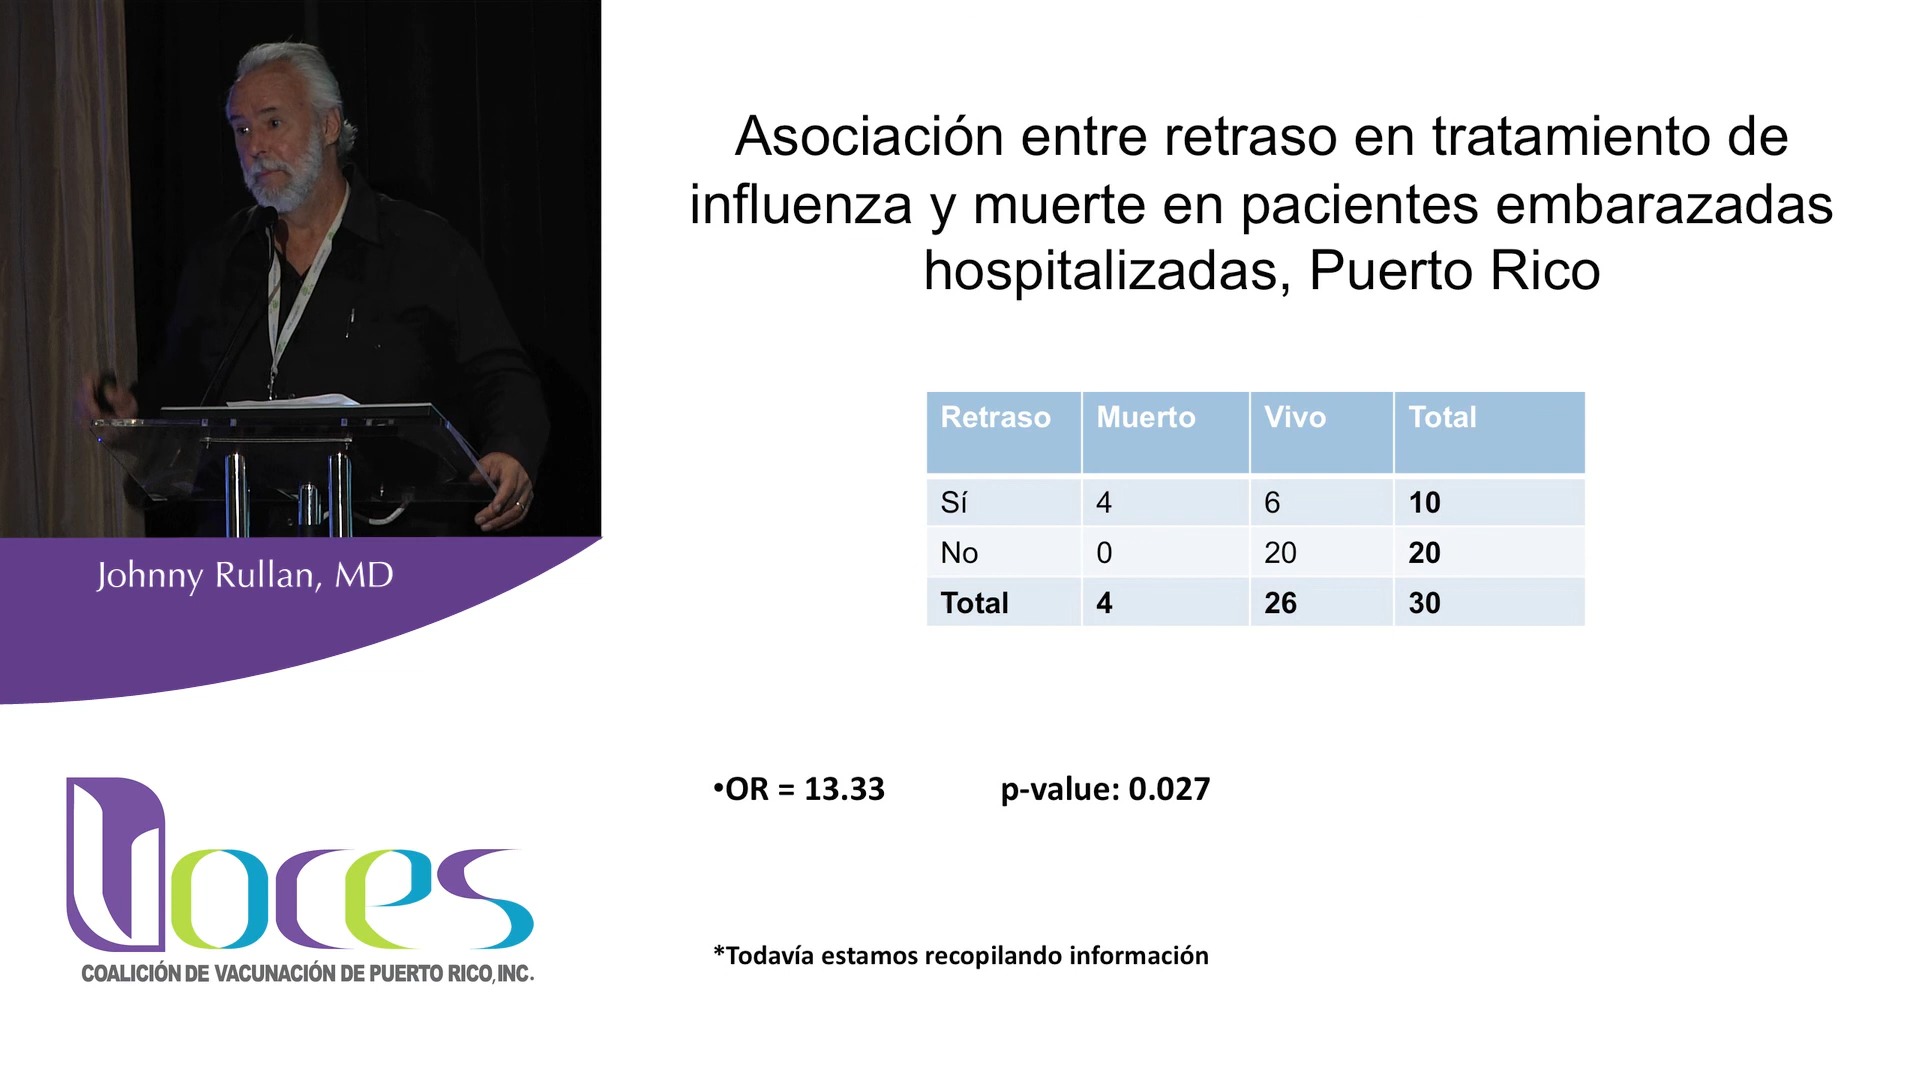 Asociación entre retraso en tratamiento de
influenza y muerte en pacientes embarazadas
hospitalizadas, Puerto Rico
Retraso Muerto Vivo Total
Sí 4 6 10
No 0 20 20
Total 4 26 30
•OR = 13.33 p-value: 0.027
*Todavía estamos recopilando información
Johnny Rullan, MD
Voces
COALICIÓN DE VACUNACIÓN DE PUERTO RICO, INC.